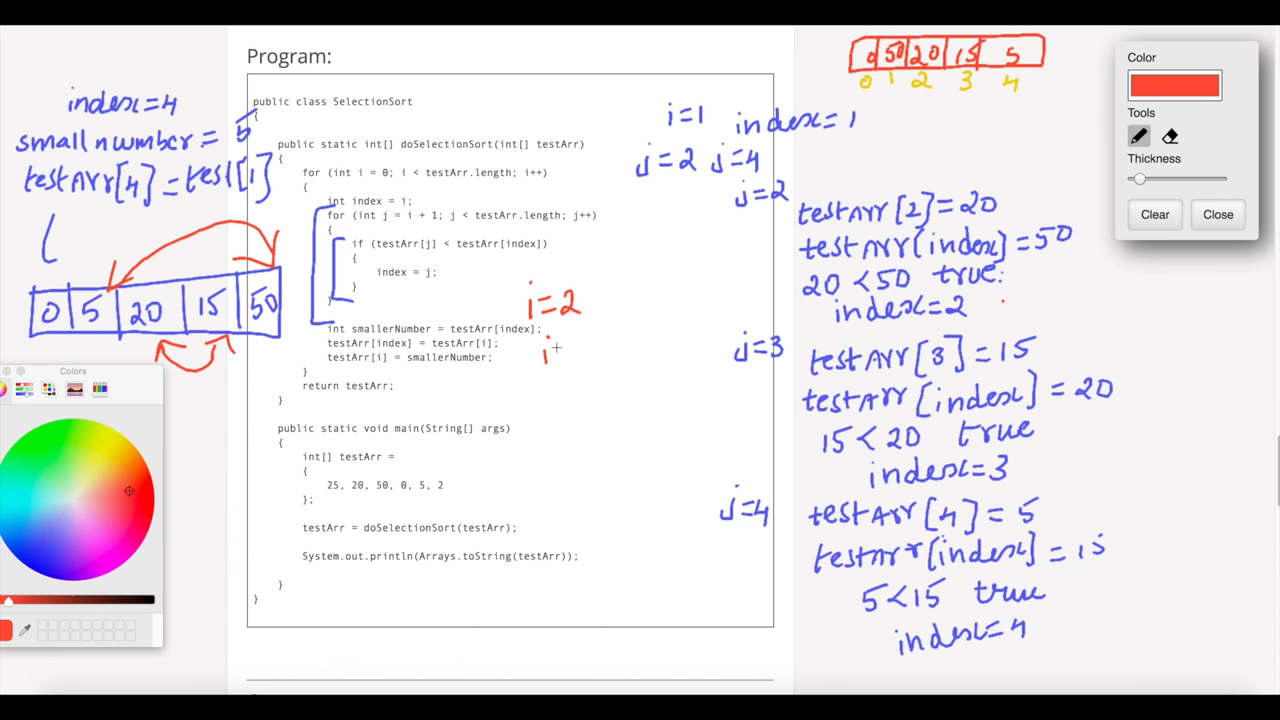 Program:
public class SelectionSort
{
public static int[] doSelectionSort(int[] testArr)
{
for (int i = 0; i < testArr.length; i++)
{
int index = i;
for (int j = i + 1; j < testArr.length; j++)
{
if (testArr[j] < testArr[index])
{
index = j;
}
}
int smallerNumber = testArr[index];
testArr[index] = testArr[i];
testArr[i] = smallerNumber;
}
return testArr;
}
public static void main(String[] args)
{
int[] testArr =
{
25, 20, 50, 0, 5, 2
};
testArr = doSelectionSort(testArr);
System.out.println(Arrays.toString(testArr));
}
}
index=4
small number = 5
testArr[4] = test[1]
0 5 20 15 50
i=2
i
i=1 index=1
j=2 j=4
j=2
0 50 20 15 5
0 1 2 3 4
testArr[2]=20
testArr[index]=50
20 <50 true
index=2
j=3
testArr[3]=15
testArr[index] = 20
15 < 20 true
index=3
j=4
testArr[4] = 5
testArr[index] = 15
5<15 true
index=4
Color
Tools
Thickness
Clear
Close
Colors